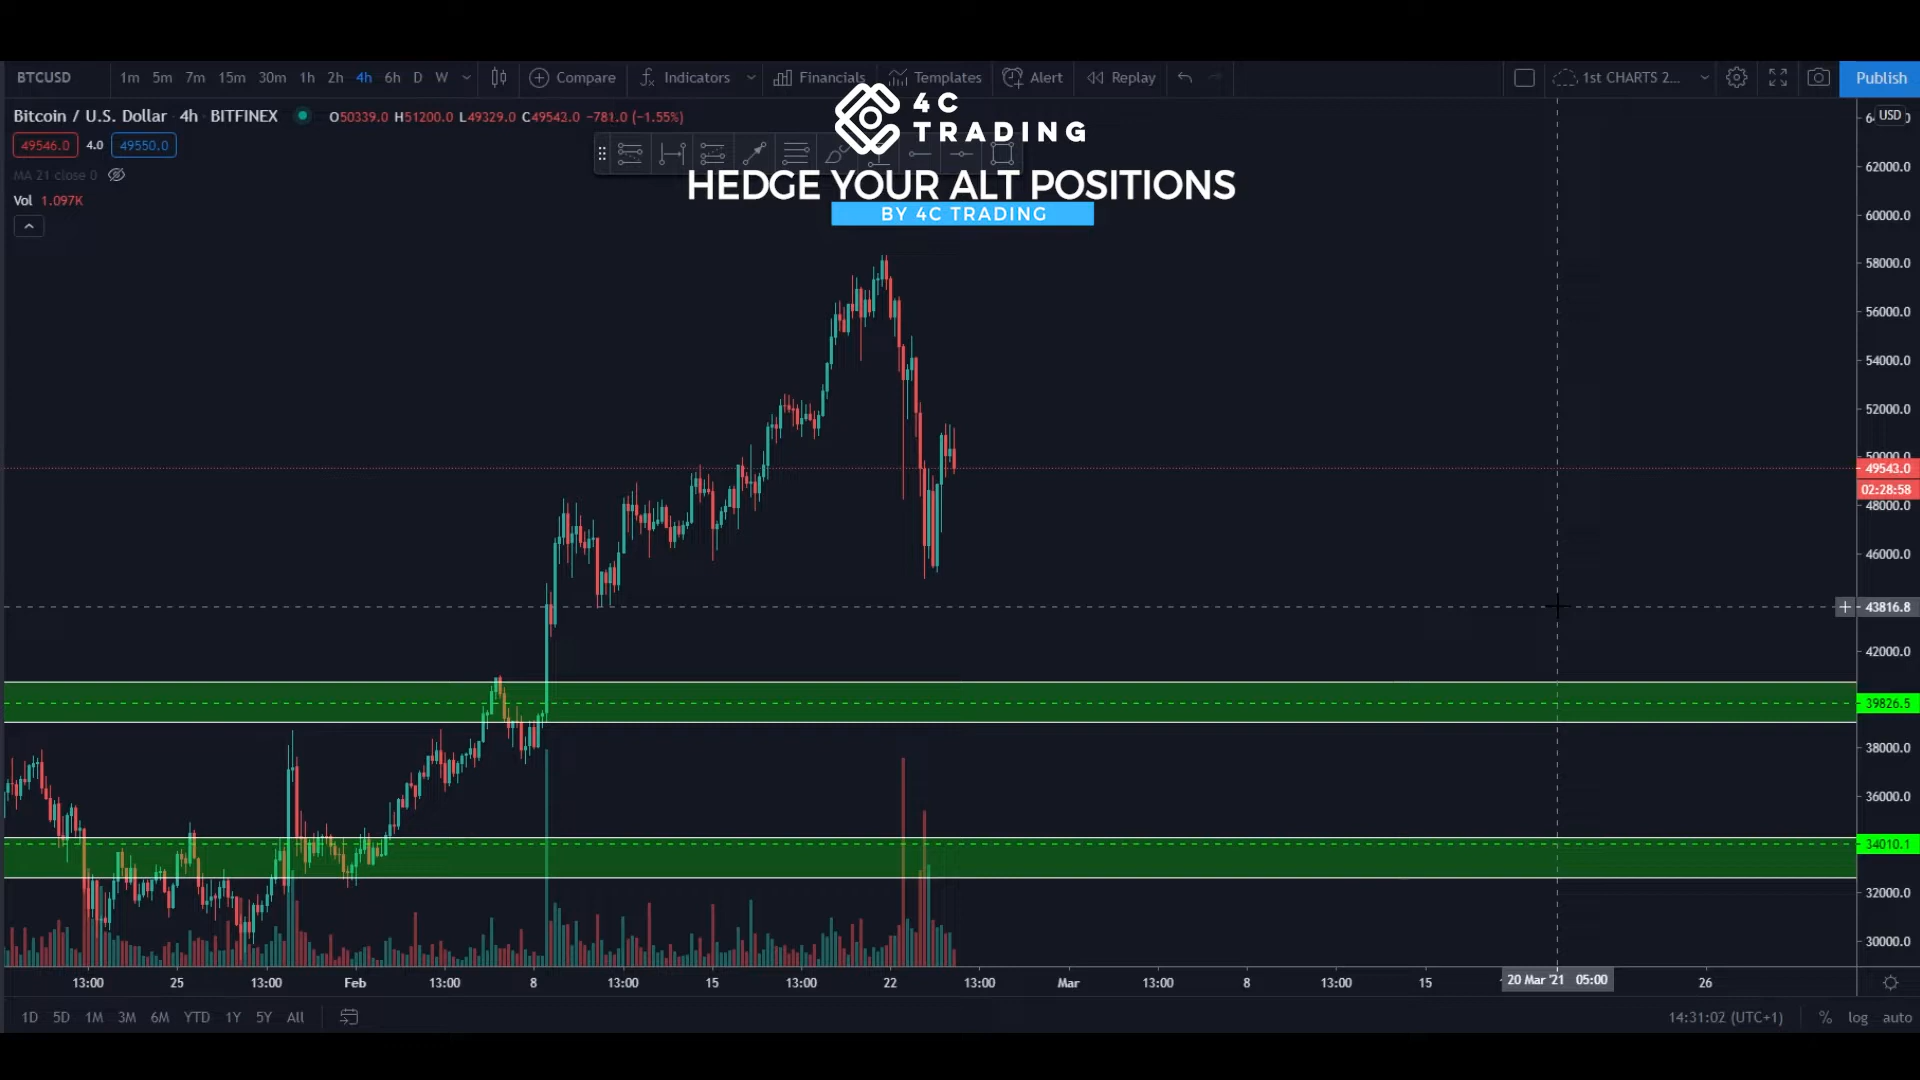 BTCUSD 1m 5m 7m 15m 30m 1h 2h 4h 6h D W Compare Indicators Financials Templates Alert Replay 1st CHARTS 2... Publish
4C
TRADING
HEDGE YOUR ALT POSITIONS
BY 4C TRADING
Bitcoin / U.S. Dollar 4h BITFINEX O50339.0 H51200.0 L49329.0 C49543.0 −781.0 (−1.55%)
49546.0 4.0 49550.0
MA 21 close 0
Vol 1.097K
USD
62000.0
60000.0
58000.0
56000.0
54000.0
52000.0
50000.0
49543.0
02:28:58
48000.0
46000.0
43816.8
42000.0
39826.5
38000.0
36000.0
34010.1
32000.0
30000.0
13:00 25 13:00 Feb 13:00 8 13:00 15 13:00 22 13:00 Mar 13:00 8 13:00 15 20 Mar '21 05:00 26
1D 5D 1M 3M 6M YTD 1Y 5Y All 14:31:02 (UTC+1) % log auto